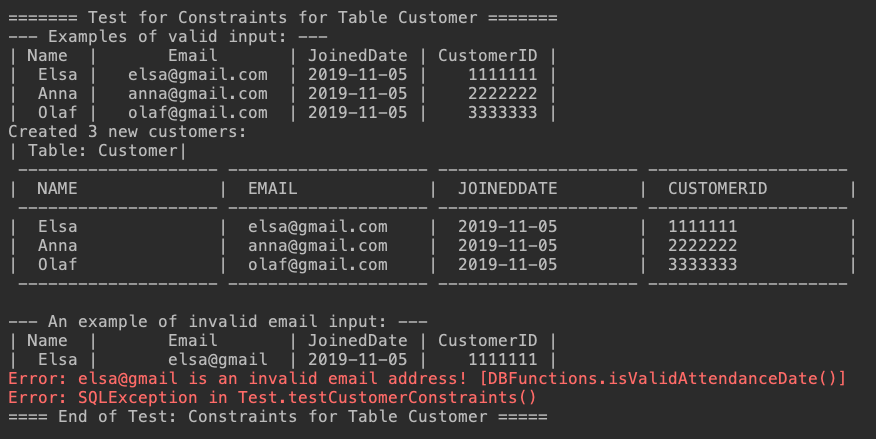 ======= Test for Constraints for Table Customer =======
--- Examples of valid input: ---
| Name  |       Email       | JoinedDate | CustomerID |
|  Elsa |   elsa@gmail.com  | 2019-11-05 |    1111111 |
|  Anna |   anna@gmail.com  | 2019-11-05 |    2222222 |
|  Olaf |   olaf@gmail.com  | 2019-11-05 |    3333333 |
Created 3 new customers:
| Table: Customer|
 -------------------- -------------------- -------------------- --------------------
|  NAME              |  EMAIL             |  JOINEDDATE        |  CUSTOMERID        |
 -------------------- -------------------- -------------------- --------------------
|  Elsa              |  elsa@gmail.com    |  2019-11-05        |  1111111           |
|  Anna              |  anna@gmail.com    |  2019-11-05        |  2222222           |
|  Olaf              |  olaf@gmail.com    |  2019-11-05        |  3333333           |
 -------------------- -------------------- -------------------- --------------------
--- An example of invalid email input: ---
| Name  |       Email       | JoinedDate | CustomerID |
|  Elsa |       elsa@gmail  | 2019-11-05 |    1111111 |
Error: elsa@gmail is an invalid email address! [DBFunctions.isValidAttendanceDate()]
Error: SQLException in Test.testCustomerConstraints()
==== End of Test: Constraints for Table Customer =====